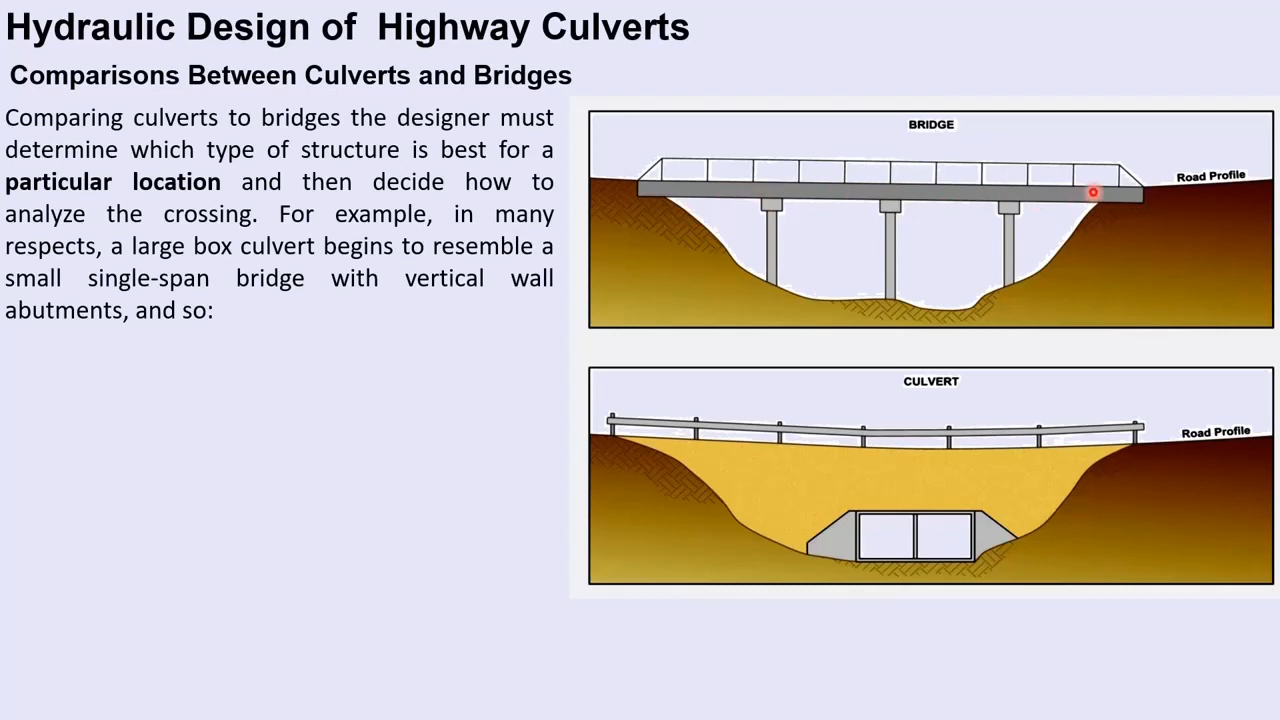 Hydraulic Design of  Highway Culverts
Comparisons Between Culverts and Bridges
Comparing culverts to bridges the designer must
determine which type of structure is best for a
particular location and then decide how to
analyze the crossing. For example, in many
respects, a large box culvert begins to resemble a
small single-span bridge with vertical wall
abutments, and so:
BRIDGE
Road Profile
CULVERT
Road Profile